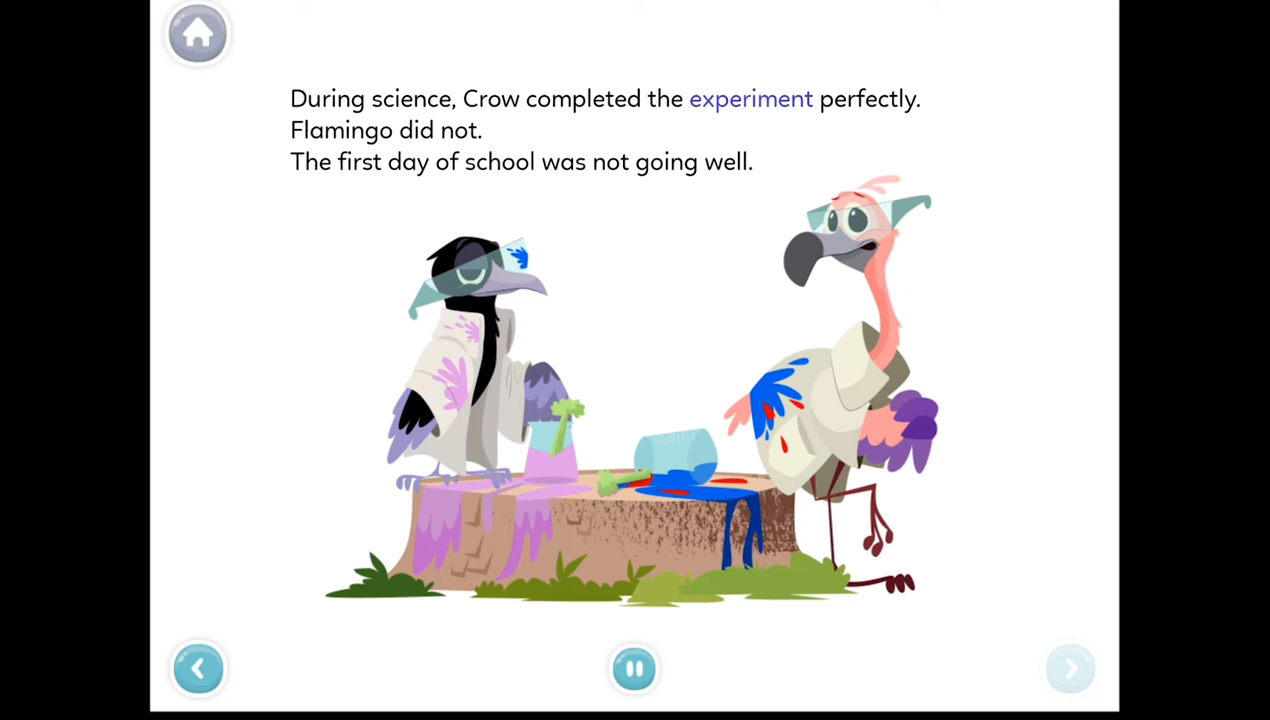 During science, Crow completed the experiment perfectly.
Flamingo did not.
The first day of school was not going well.